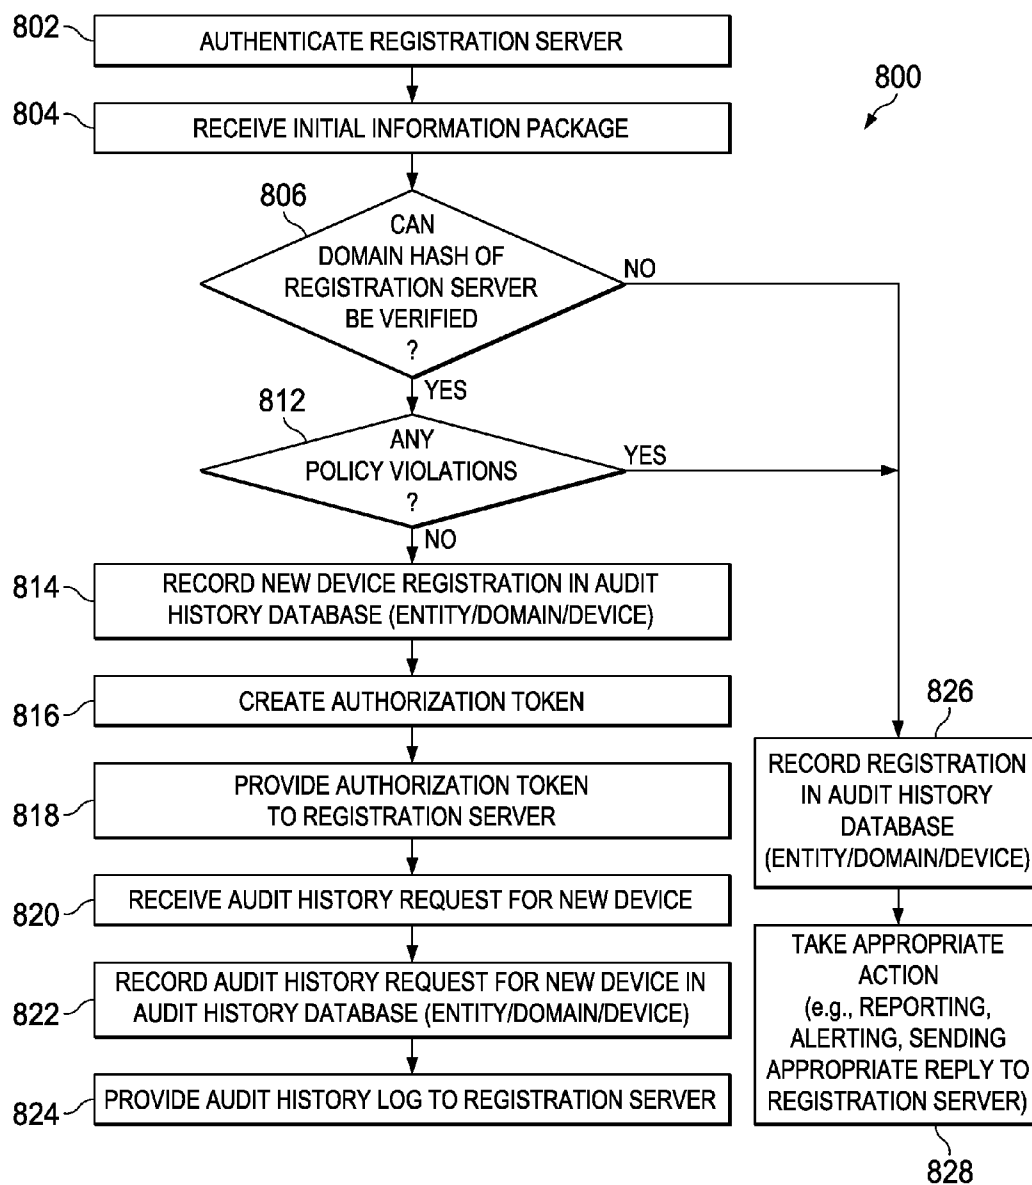 802
AUTHENTICATE REGISTRATION SERVER
800
804
RECEIVE INITIAL INFORMATION PACKAGE
806
CAN
DOMAIN HASH OF
REGISTRATION SERVER
BE VERIFIED
?
NO
YES
812
ANY
POLICY VIOLATIONS
?
YES
NO
814
RECORD NEW DEVICE REGISTRATION IN AUDIT
HISTORY DATABASE (ENTITY/DOMAIN/DEVICE)
816
CREATE AUTHORIZATION TOKEN
818
PROVIDE AUTHORIZATION TOKEN
TO REGISTRATION SERVER
820
RECEIVE AUDIT HISTORY REQUEST FOR NEW DEVICE
822
RECORD AUDIT HISTORY REQUEST FOR NEW DEVICE IN
AUDIT HISTORY DATABASE (ENTITY/DOMAIN/DEVICE)
824
PROVIDE AUDIT HISTORY LOG TO REGISTRATION SERVER
826
RECORD REGISTRATION
IN AUDIT HISTORY
DATABASE
(ENTITY/DOMAIN/DEVICE)
TAKE APPROPRIATE
ACTION
(e.g., REPORTING,
ALERTING, SENDING
APPROPRIATE REPLY TO
REGISTRATION SERVER)
828